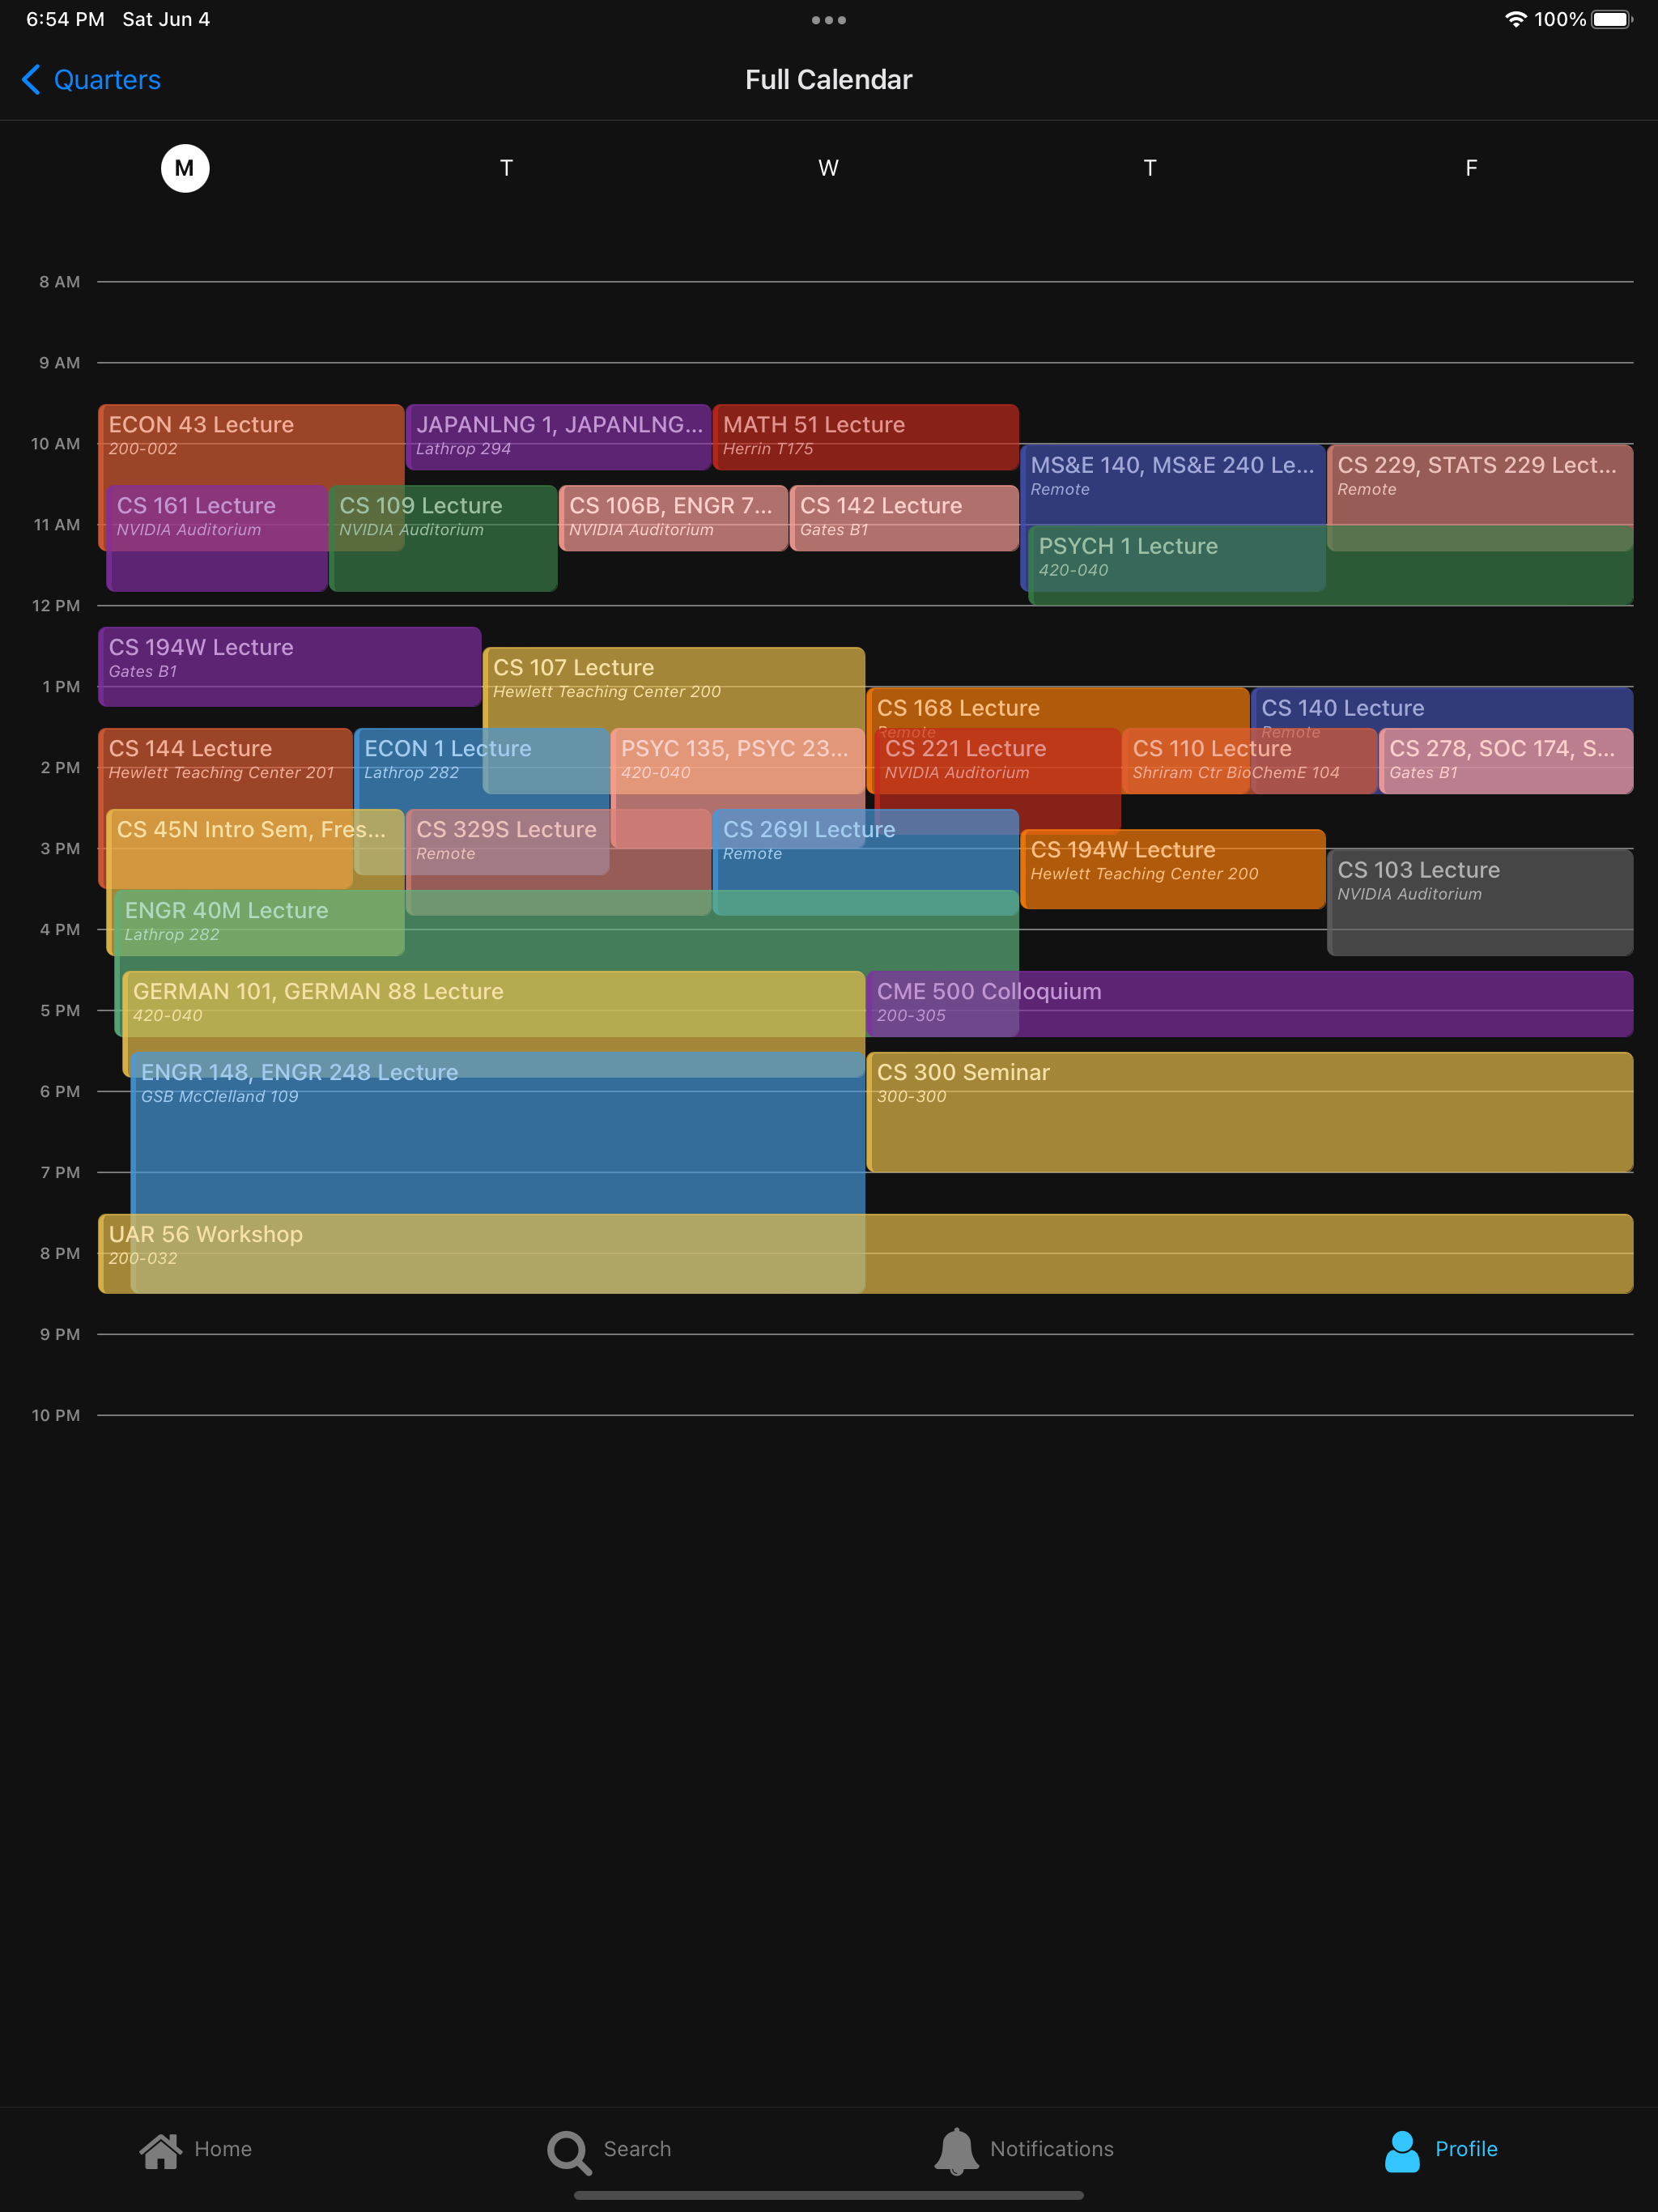 6:54 PM Sat Jun 4
100%
Quarters
Full Calendar
M T W T F
8 AM
9 AM
ECON 43 Lecture
200-002
JAPANLNG 1, JAPANLNG...
Lathrop 294
MATH 51 Lecture
Herrin T175
10 AM
MS&E 140, MS&E 240 Le...
Remote
CS 229, STATS 229 Lect...
Remote
CS 161 Lecture
NVIDIA Auditorium
CS 109 Lecture
NVIDIA Auditorium
CS 106B, ENGR 7...
NVIDIA Auditorium
CS 142 Lecture
Gates B1
11 AM
PSYCH 1 Lecture
420-040
12 PM
CS 194W Lecture
Gates B1
CS 107 Lecture
Hewlett Teaching Center 200
1 PM
CS 168 Lecture
Remote
CS 140 Lecture
Remote
CS 144 Lecture
Hewlett Teaching Center 201
ECON 1 Lecture
Lathrop 282
PSYC 135, PSYC 23...
420-040
CS 221 Lecture
NVIDIA Auditorium
CS 110 Lecture
Shriram Ctr BioChemE 104
CS 278, SOC 174, S...
Gates B1
2 PM
CS 45N Intro Sem, Fres...
CS 329S Lecture
Remote
CS 269I Lecture
Remote
CS 194W Lecture
Hewlett Teaching Center 200
3 PM
CS 103 Lecture
NVIDIA Auditorium
ENGR 40M Lecture
Lathrop 282
4 PM
GERMAN 101, GERMAN 88 Lecture
420-040
CME 500 Colloquium
200-305
5 PM
ENGR 148, ENGR 248 Lecture
GSB McClelland 109
CS 300 Seminar
300-300
6 PM
7 PM
UAR 56 Workshop
200-032
8 PM
9 PM
10 PM
Home
Search
Notifications
Profile